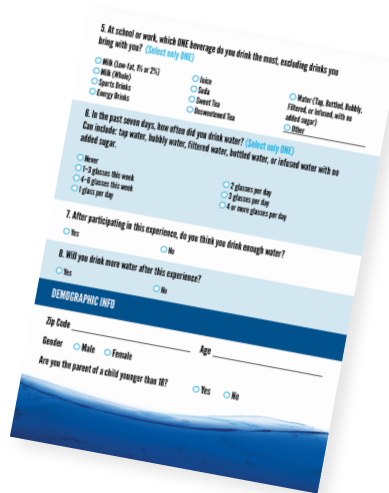 5. At school or work, which ONE beverage do you drink the most, excluding drinks you
bring with you? (Select only ONE)
Milk (Low-fat, 1% or 2%)
Milk (Whole)
Sports Drinks
Energy Drinks
Juice
Soda
Sweet Tea
Unsweetened Tea
Water (Tap, Bottled, Bubbly,
Filtered, or Infused, with no
added sugar)
Other
6. In the past seven days, how often did you drink water? (Select only ONE)
Can include: tap water, bubbly water, filtered water, bottled water, or infused water with no
added sugar.
Never
1-3 glasses this week
4-6 glasses this week
1 glass per day
2 glasses per day
3 glasses per day
4 or more glasses per day
7. After participating in this experience, do you think you drink enough water?
Yes No
8. Will you drink more water after this experience?
Yes No
DEMOGRAPHIC INFO
Zip Code Age
Gender Male Female
Are you the parent of a child younger than 18? Yes No